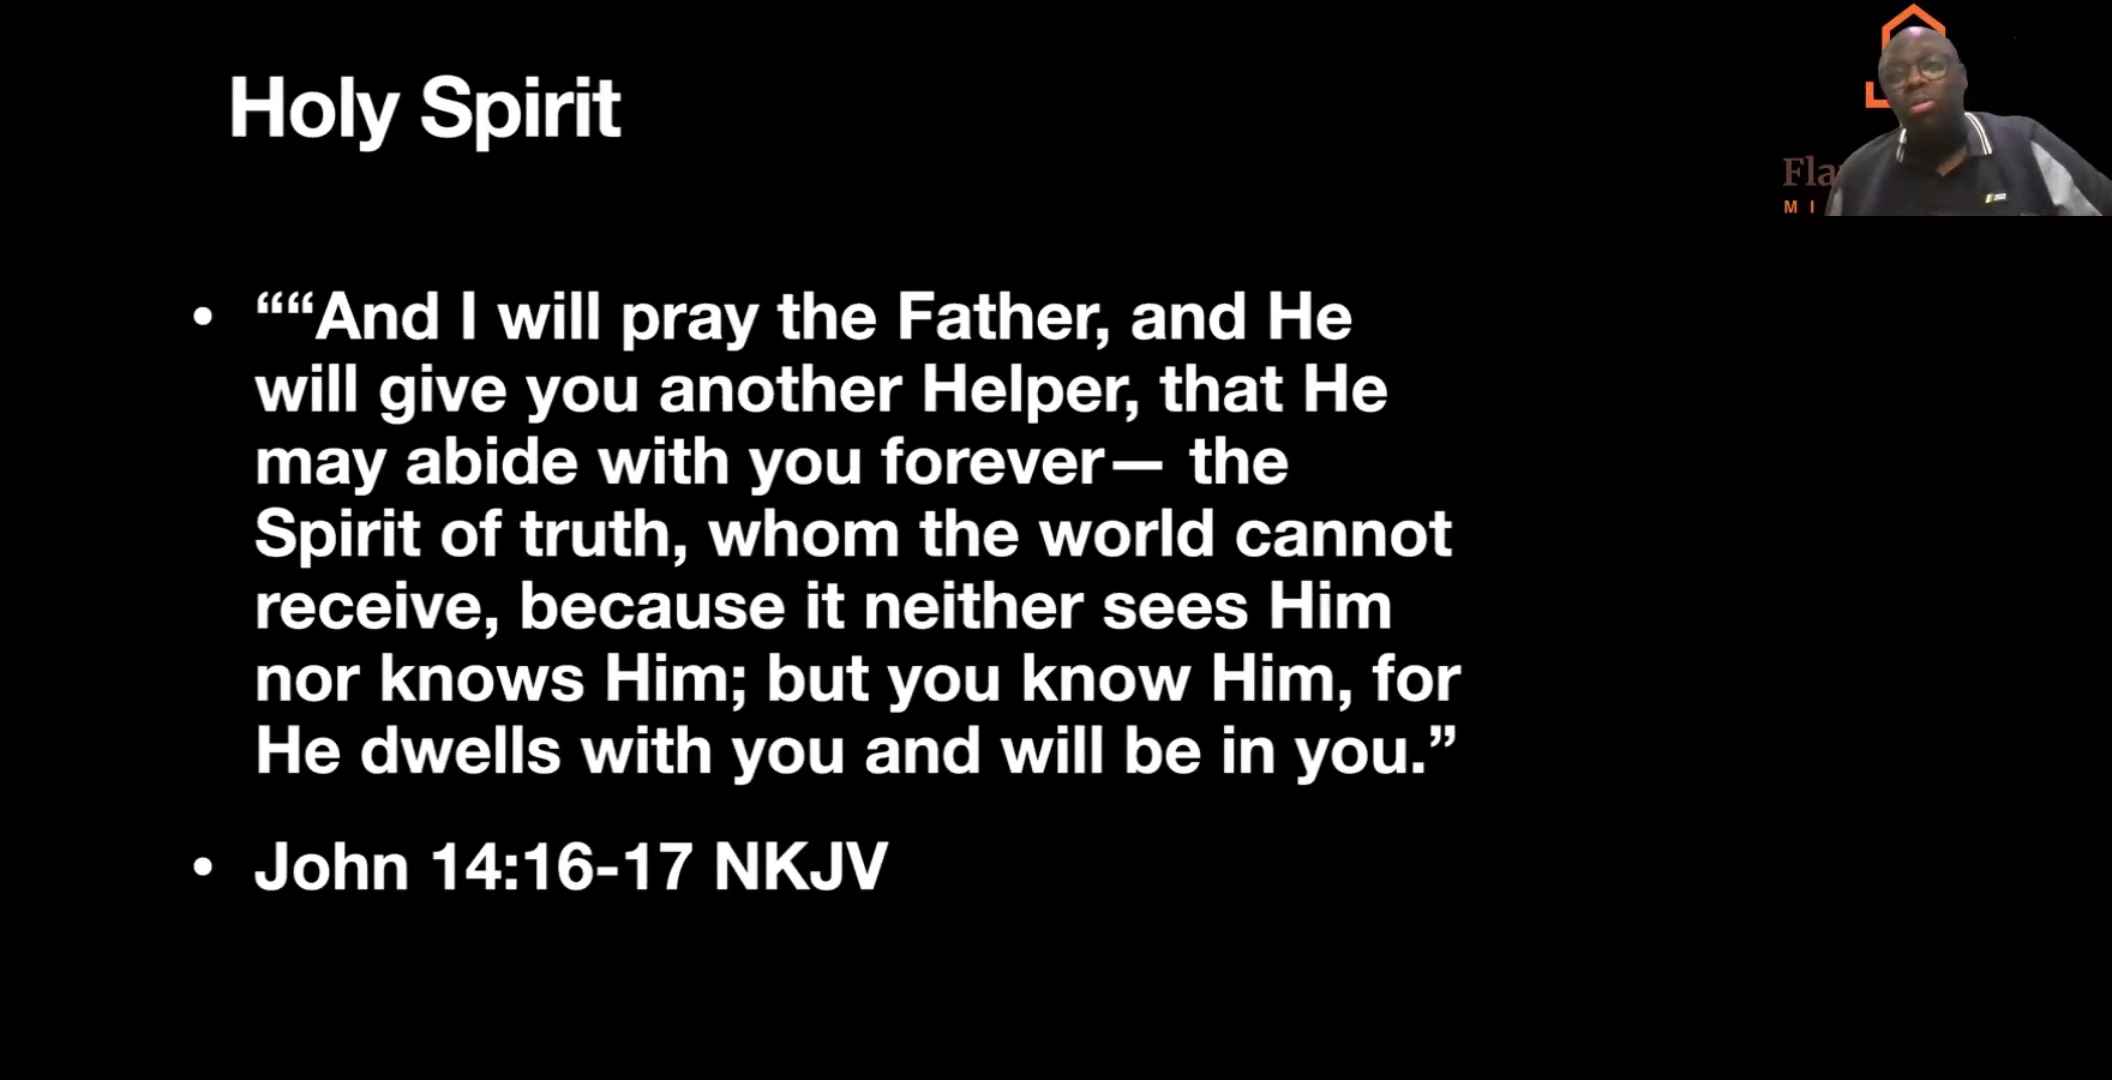 Holy Spirit
• ““And I will pray the Father, and He
will give you another Helper, that He
may abide with you forever— the
Spirit of truth, whom the world cannot
receive, because it neither sees Him
nor knows Him; but you know Him, for
He dwells with you and will be in you.”
• John 14:16-17 NKJV